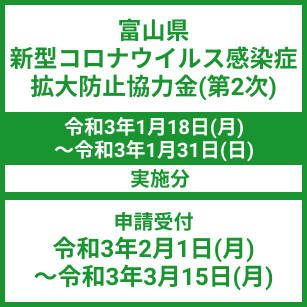 富山県
新型コロナウイルス感染症
拡大防止協力金(第2次)
令和3年1月18日(月)
～令和3年1月31日(日)
実施分
申請受付
令和3年2月1日(月)
～令和3年3月15日(月)